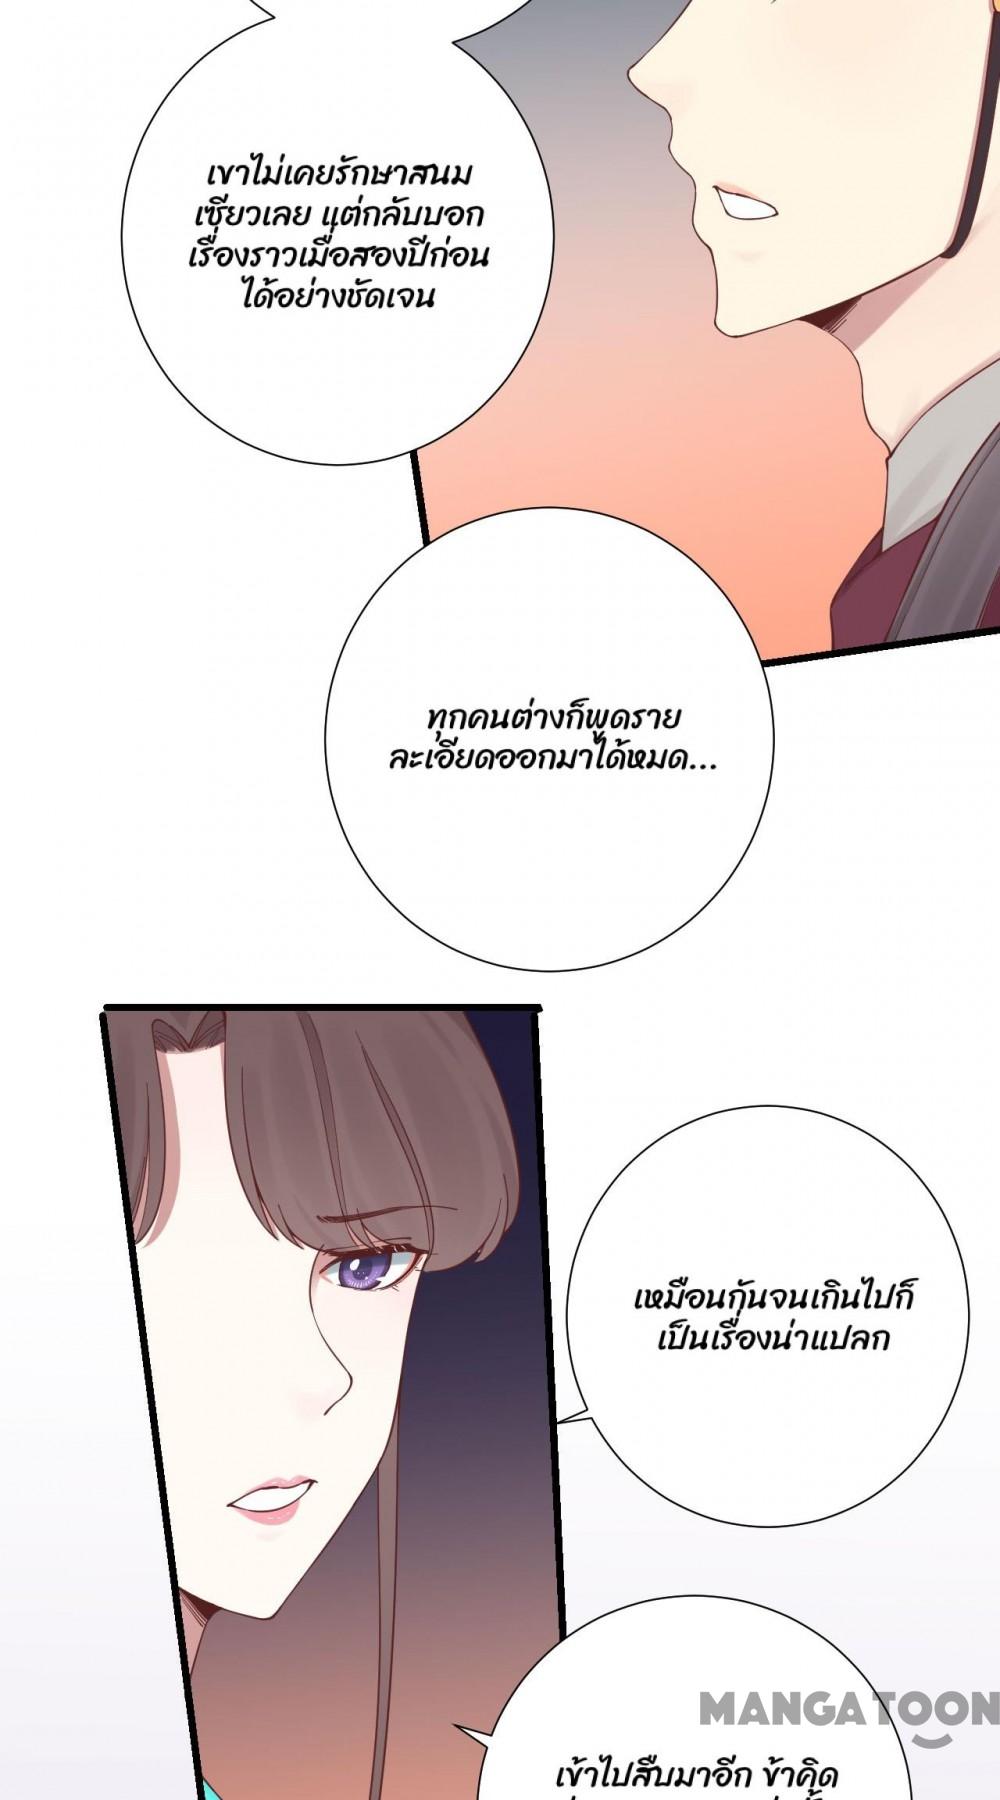 เขาไม่เคยรักษาสนม
เซียวเลย แต่กลับบอก
เรื่องราวเมื่อสองปีก่อน
ได้อย่างชัดเจน
ทุกคนต่างก็พูดราย
ละเอียดออกมาได้หมด...
เหมือนกันจนเกินไปก็
เป็นเรื่องน่าแปลก
MANGATOON
เข้าไปสืบมาอีก ข้าคิด